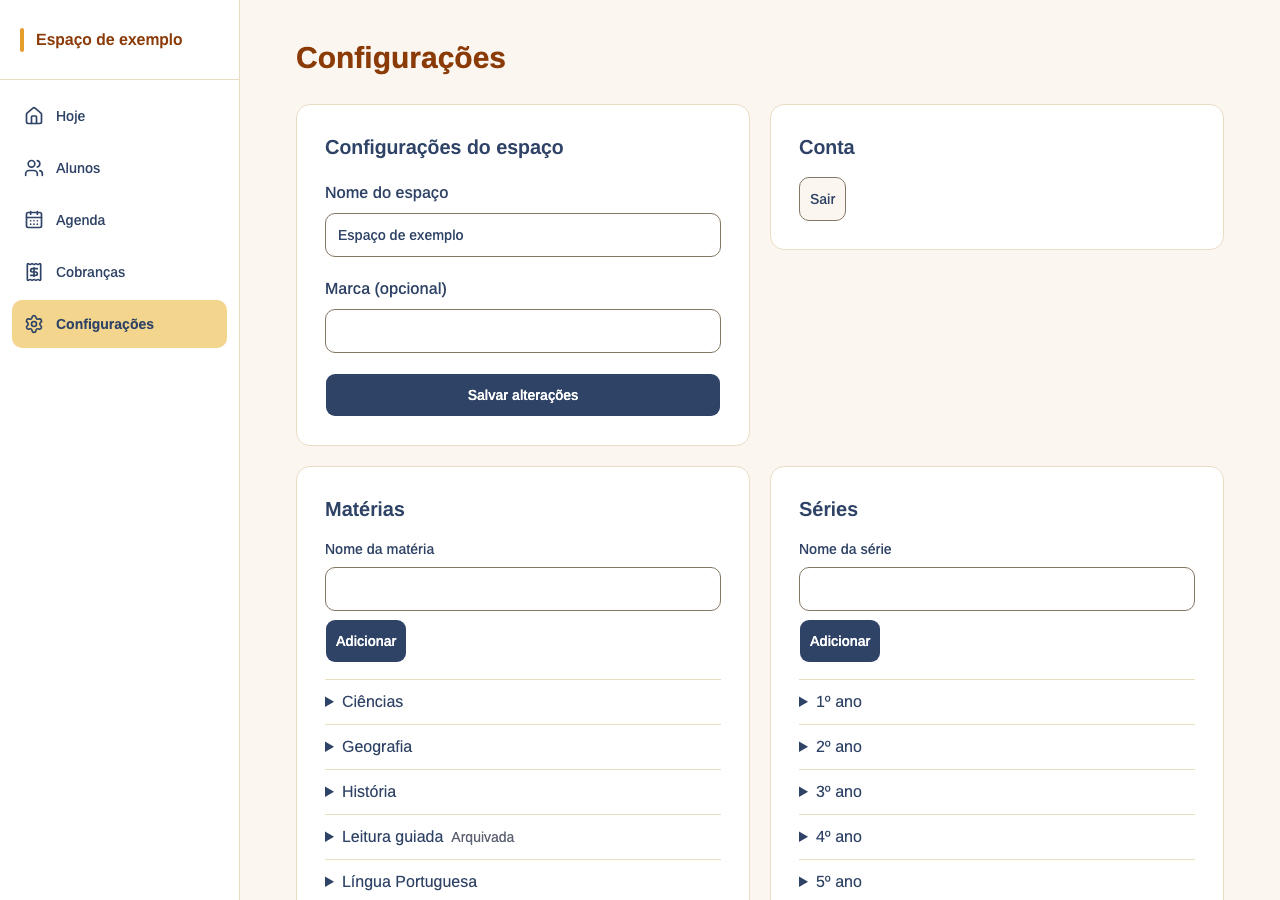 Espaço de exemplo
Hoje
Alunos
Agenda
Cobranças
Configurações
Configurações
Configurações do espaço
Nome do espaço
Espaço de exemplo
Marca (opcional)
Salvar alterações
Conta
Sair
Matérias
Nome da matéria
Adicionar
Ciências
Geografia
História
Leitura guiada Arquivada
Língua Portuguesa
Séries
Nome da série
Adicionar
1º ano
2º ano
3º ano
4º ano
5º ano